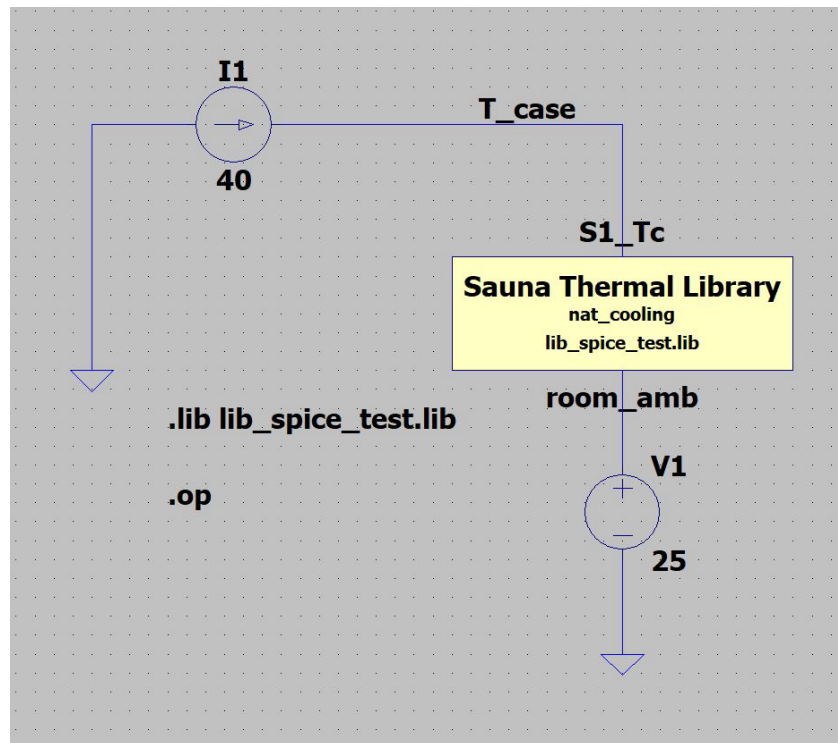 I1
T_case
40
S1_Tc
Sauna Thermal Library
nat_cooling
lib_spice_test.lib
room_amb
.lib lib_spice_test.lib
V1
.op
25